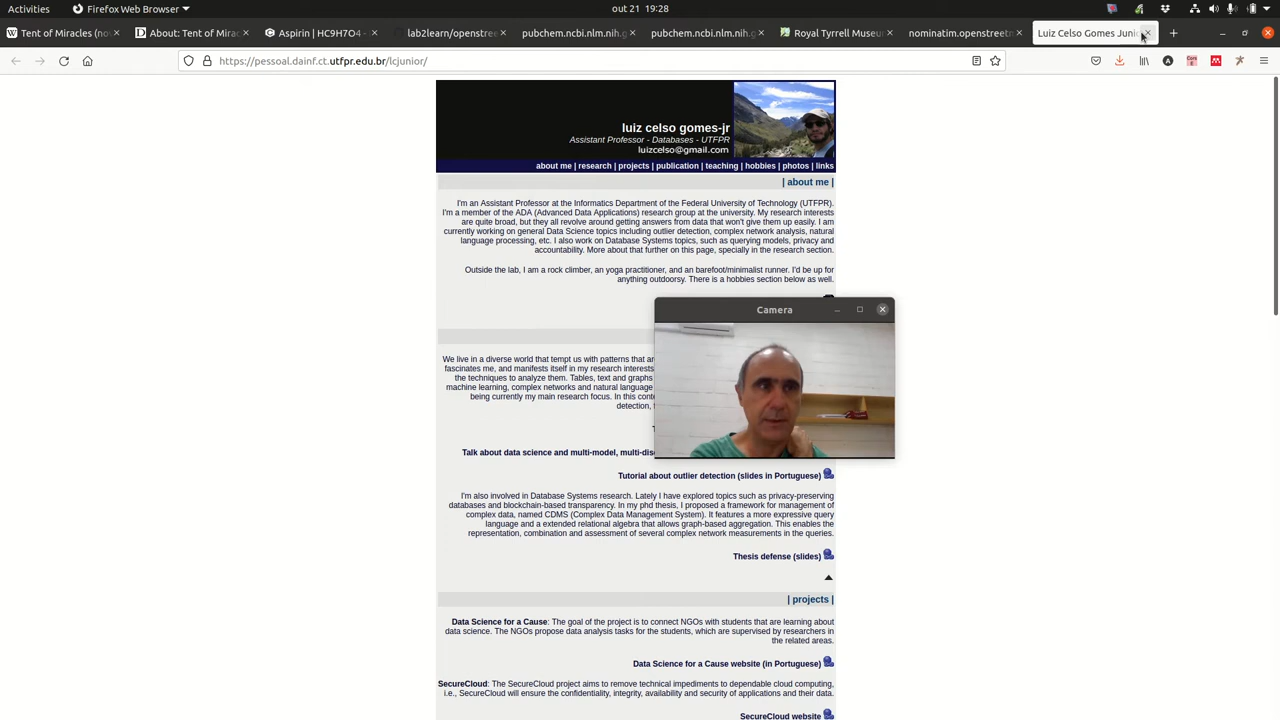 Activities Firefox Web Browser out 21 19:28
Tent of Miracles (nov About: Tent of Mirac Aspirin | HC9H7O4 - lab2learn/openstree pubchem.ncbi.nlm.nih.g pubchem.ncbi.nlm.nih.g Royal Tyrrell Museu nominatim.openstreetm Luiz Celso Gomes Juni
https://pessoal.dainf.ct.utfpr.edu.br/lcjunior/
luiz celso gomes-jr
Assistant Professor - Databases - UTFPR
luizcelso@gmail.com
about me | research | projects | publication | teaching | hobbies | photos | links
| about me |
I'm an Assistant Professor at the Informatics Department of the Federal University of Technology (UTFPR).
I'm a member of the ADA (Advanced Data Applications) research group at the university. My research interests
are quite broad, but they all revolve around getting answers from data that won't give them up easily. I am
currently working on general Data Science topics including outlier detection, complex network analysis, natural
language processing, etc. I also work on Database Systems topics, such as querying models, privacy and
accountability. More about that further on this page, specially in the research section.
Outside the lab, I am a rock climber, an yoga practitioner, and an barefoot/minimalist runner. I'd be up for
anything outdoorsy. There is a hobbies section below as well.
Camera
We live in a diverse world that tempt us with patterns that
fascinates me, and manifests itself in my research interests
the techniques to analyze them. Tables, text and graphs
machine learning, complex networks and natural language
being currently my main research focus. In this
detection,
Talk about data science and multi-model,
Tutorial about outlier detection (slides in Portuguese)
I'm also involved in Database Systems research. Lately I have explored topics such as privacy-preserving
databases and blockchain-based transparency. In my phd thesis, I proposed a framework for management of
complex data, named CDMS (Complex Data Management System). It features a more expressive query
language and a extended relational algebra that allows graph-based aggregation. This enables the
representation, combination and assessment of several complex network measurements in the queries.
Thesis defense (slides)
| projects |
Data Science for a Cause: The goal of the project is to connect NGOs with students that are learning about
data science. The NGOs propose data analysis tasks for the students, which are supervised by researchers in
the related areas.
Data Science for a Cause website (in Portuguese)
SecureCloud: The SecureCloud project aims to remove technical impediments to dependable cloud computing,
i.e., SecureCloud will ensure the confidentiality, integrity, availability and security of applications and their data.
SecureCloud website